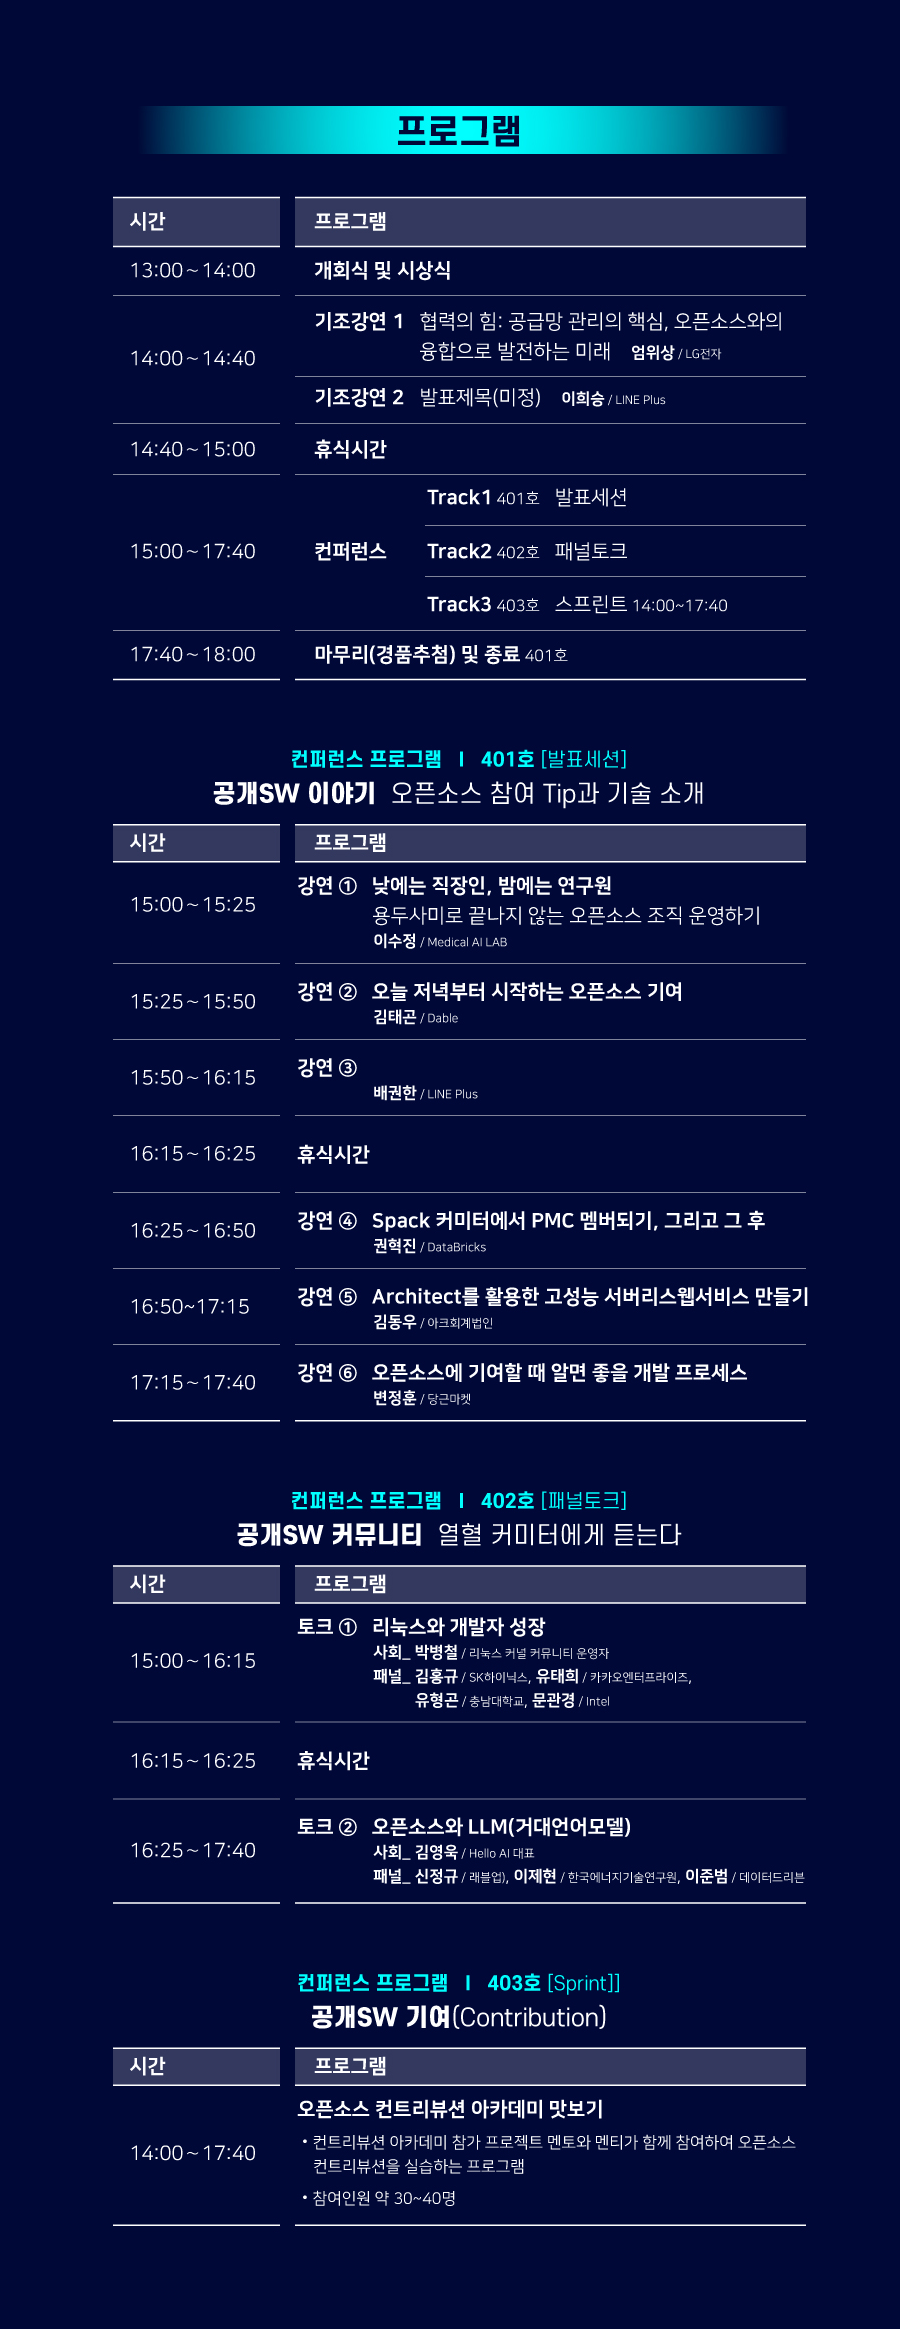 프로그램
시간 프로그램
13:00~14:00 개회식 및 시상식
14:00~14:40
기조강연 1 협력의 힘: 공급망 관리의 핵심, 오픈소스와의
융합으로 발전하는 미래 엄위상 / LG전자
기조강연 2 발표제목(미정) 이희승 / LINE Plus
14:40~15:00 휴식시간
15:00~17:40 컨퍼런스
Track1 401호 발표세션
Track2 402호 패널토크
Track3 403호 스프린트 14:00~17:40
17:40~18:00 마무리(경품추첨) 및 종료 401호
컨퍼런스 프로그램 I 401호 [발표세션]
공개SW 이야기 오픈소스 참여 Tip과 기술 소개
시간 프로그램
15:00~15:25
강연 ① 낮에는 직장인, 밤에는 연구원
용두사미로 끝나지 않는 오픈소스 조직 운영하기
이수정 / Medical AI LAB
15:25~15:50
강연 ② 오늘 저녁부터 시작하는 오픈소스 기여
김태곤 / Dable
15:50~16:15
강연 ③
배권한 / LINE Plus
16:15~16:25 휴식시간
16:25~16:50
강연 ④ Spack 커미터에서 PMC 멤버되기, 그리고 그 후
권혁진 / DataBricks
16:50~17:15
강연 ⑤ Architect를 활용한 고성능 서버리스웹서비스 만들기
김동우 / 아크회계법인
17:15~17:40
강연 ⑥ 오픈소스에 기여할 때 알면 좋을 개발 프로세스
변정훈 / 당근마켓
컨퍼런스 프로그램 I 402호 [패널토크]
공개SW 커뮤니티 열혈 커미터에게 듣는다
시간 프로그램
15:00~16:15
토크 ① 리눅스와 개발자 성장
사회_ 박병철 / 리눅스 커널 커뮤니티 운영자
패널_ 김홍규 / SK하이닉스, 유태희 / 카카오엔터프라이즈,
유형곤 / 충남대학교, 문관경 / Intel
16:15~16:25 휴식시간
16:25~17:40
토크 ② 오픈소스와 LLM(거대언어모델)
사회_ 김영욱 / Hello AI 대표
패널_ 신정규 / 래블업), 이제현 / 한국에너지기술연구원, 이준범 / 데이터드리븐
컨퍼런스 프로그램 I 403호 [Sprint]]
공개SW 기여(Contribution)
시간 프로그램
14:00~17:40
오픈소스 컨트리뷰션 아카데미 맛보기
• 컨트리뷰션 아카데미 참가 프로젝트 멘토와 멘티가 함께 참여하여 오픈소스
컨트리뷰션을 실습하는 프로그램
• 참여인원 약 30~40명